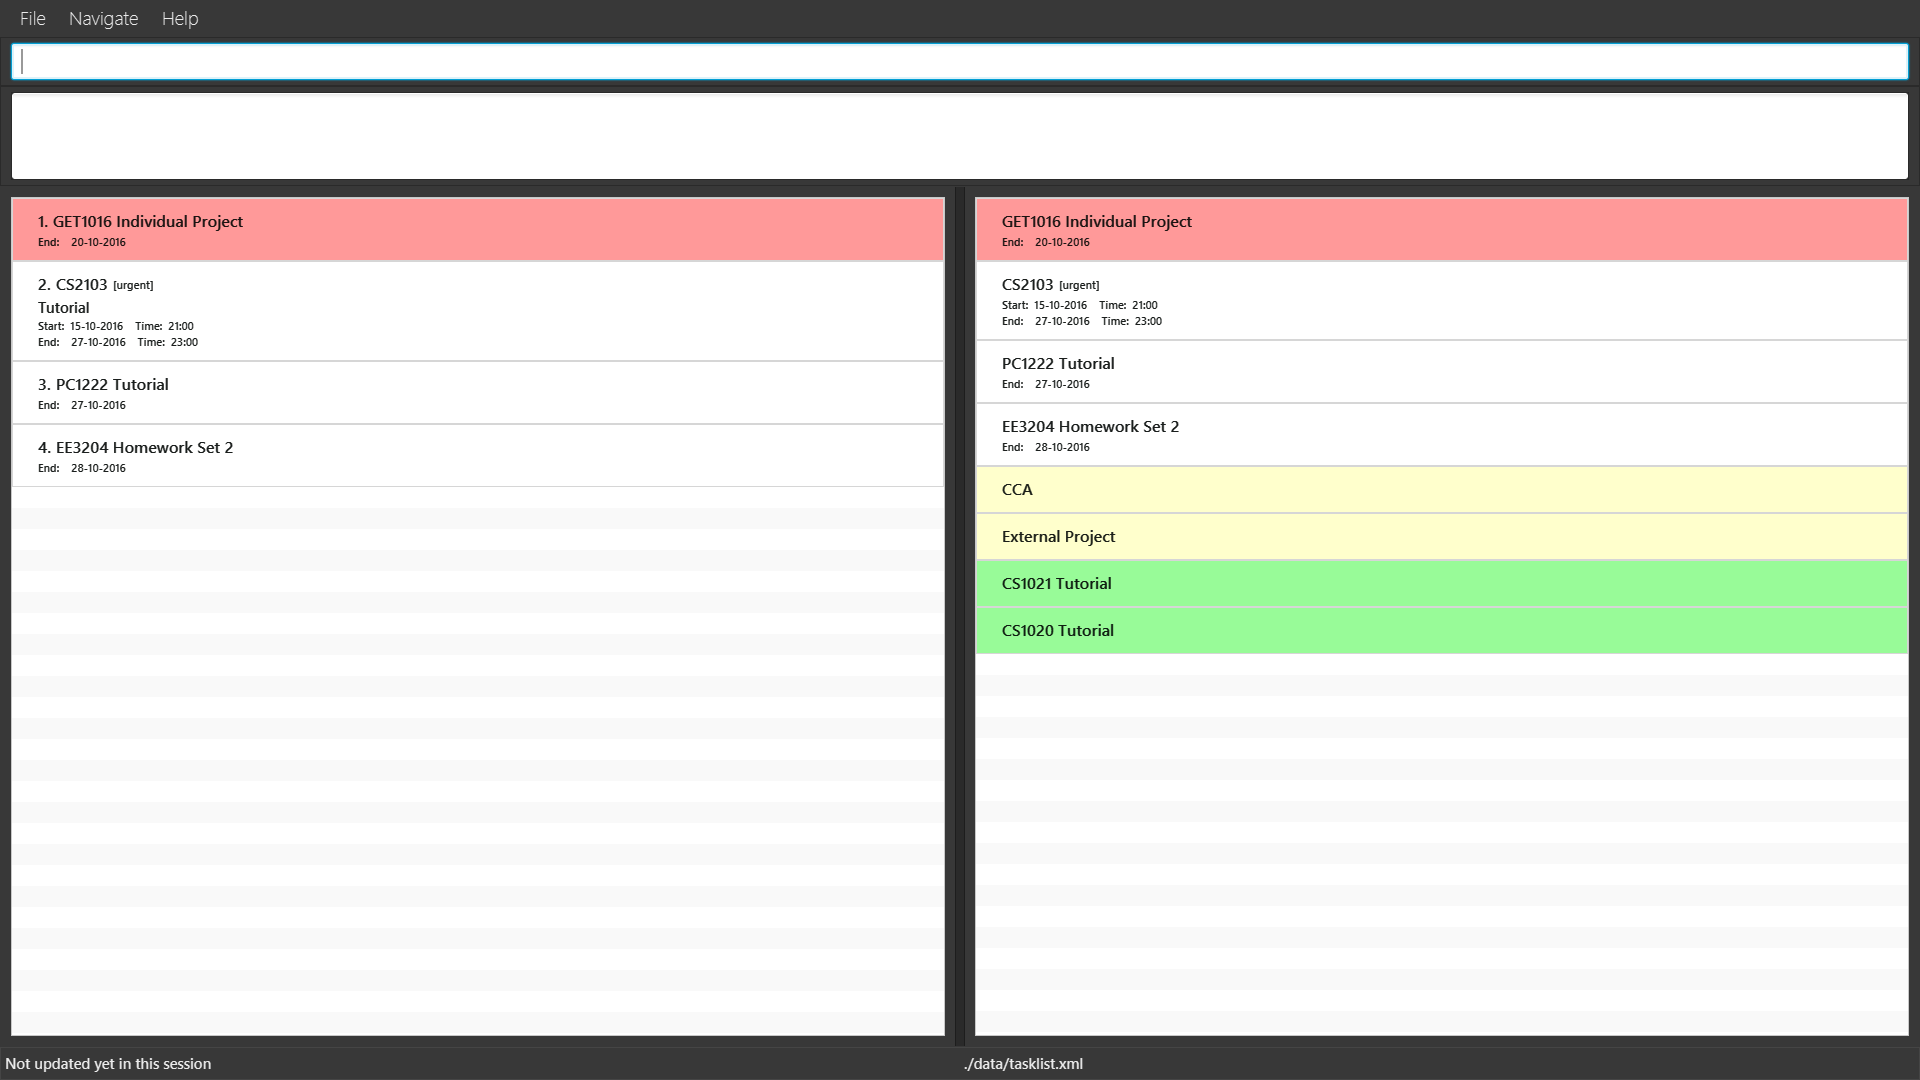 File Navigate Help
1. GET1016 Individual Project
End: 20-10-2016
2. CS2103 [urgent]
Tutorial
Start: 15-10-2016 Time: 21:00
End: 27-10-2016 Time: 23:00
3. PC1222 Tutorial
End: 27-10-2016
4. EE3204 Homework Set 2
End: 28-10-2016
GET1016 Individual Project
End: 20-10-2016
CS2103 [urgent]
Start: 15-10-2016 Time: 21:00
End: 27-10-2016 Time: 23:00
PC1222 Tutorial
End: 27-10-2016
EE3204 Homework Set 2
End: 28-10-2016
CCA
External Project
CS1021 Tutorial
CS1020 Tutorial
Not updated yet in this session
./data/tasklist.xml